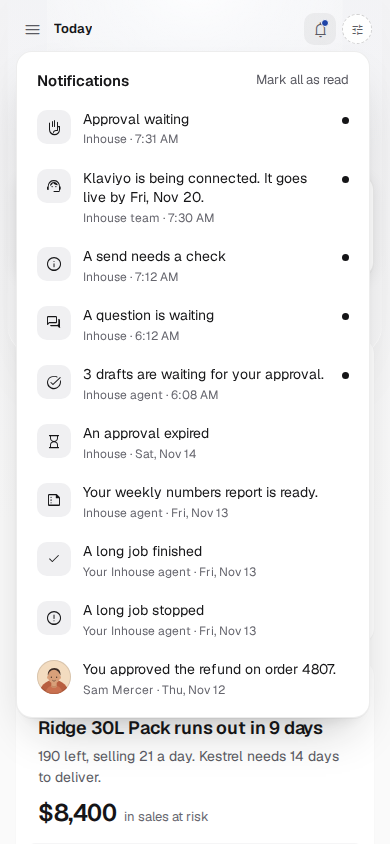 Today
Notifications
Mark all as read
Approval waiting
Inhouse · 7:31 AM
Klaviyo is being connected. It goes
live by Fri, Nov 20.
Inhouse team · 7:30 AM
A send needs a check
Inhouse · 7:12 AM
A question is waiting
Inhouse · 6:12 AM
3 drafts are waiting for your approval.
Inhouse agent · 6:08 AM
An approval expired
Inhouse · Sat, Nov 14
Your weekly numbers report is ready.
Inhouse agent · Fri, Nov 13
A long job finished
Your Inhouse agent · Fri, Nov 13
A long job stopped
Your Inhouse agent · Fri, Nov 13
You approved the refund on order 4807.
Sam Mercer · Thu, Nov 12
Ridge 30L Pack runs out in 9 days
190 left, selling 21 a day. Kestrel needs 14 days
to deliver.
$8,400 in sales at risk